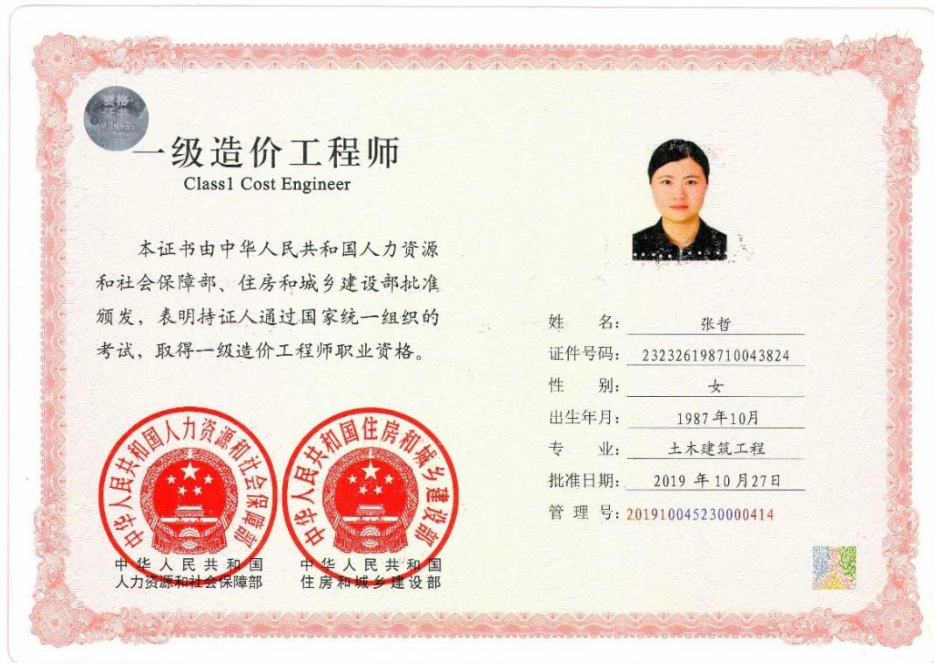 资格
证书
MOHRSS
一级造价工程师
Class1 Cost Engineer
本证书由中华人民共和国人力资源
和社会保障部、住房和城乡建设部批准
颁发，表明持证人通过国家统一组织的
考试，取得一级造价工程师职业资格。
中华人民共和国人力资源和社会保障部
中华人民共和国住房和城乡建设部
中华人民共和国
人力资源和社会保障部
中华人民共和国
住房和城乡建设部
姓名：张哲
证件号码：232326198710043824
性别：女
出生年月：1987年10月
专业：土木建筑工程
批准日期：2019年10月27日
管理号：201910045230000414